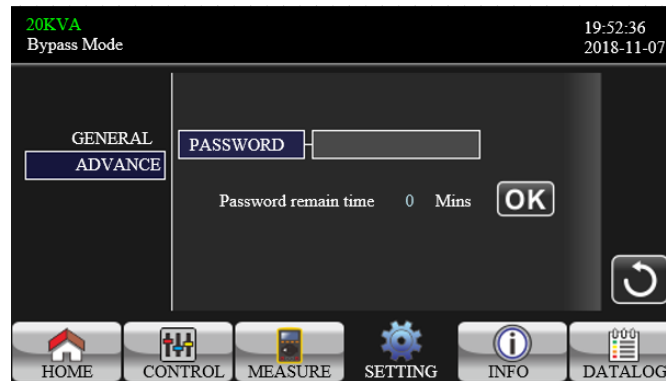 20KVA
Bypass Mode
19:52:36
2018-11-07
GENERAL
ADVANCE
PASSWORD
Password remain time 0 Mins
OK
HOME
CONTROL
MEASURE
SETTING
INFO
DATALOG